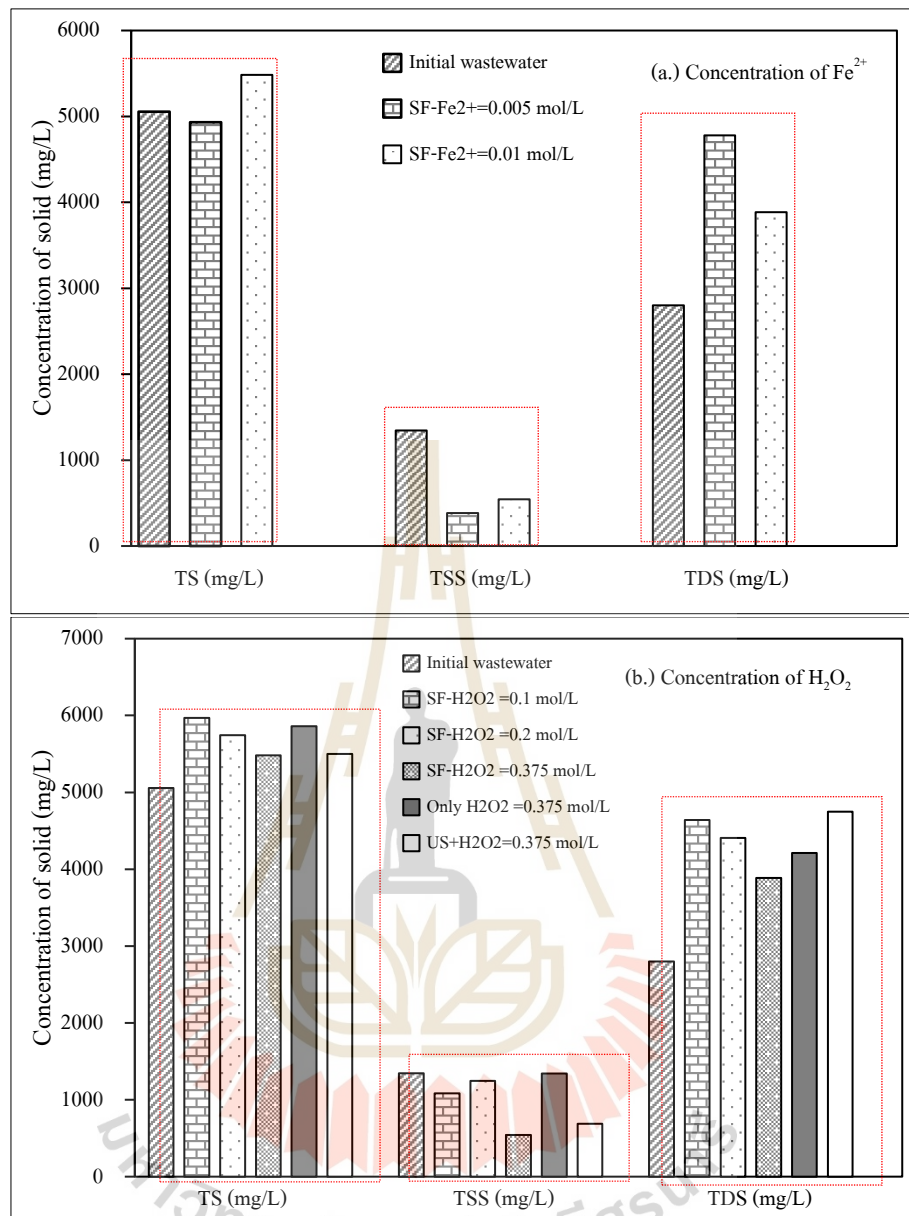 6000
5000
4000
3000
2000
1000
0
Concentration of solid (mg/L)
Initial wastewater
SF-Fe2+=0.005 mol/L
SF-Fe2+=0.01 mol/L
(a.) Concentration of Fe²⁺
TS (mg/L)
TSS (mg/L)
TDS (mg/L)
7000
6000
5000
4000
3000
2000
1000
0
Concentration of solid (mg/L)
Initial wastewater
SF-H2O2 =0.1 mol/L
SF-H2O2 =0.2 mol/L
SF-H2O2 =0.375 mol/L
Only H2O2 =0.375 mol/L
US+H2O2=0.375 mol/L
(b.) Concentration of H₂O₂
TS (mg/L)
TSS (mg/L)
TDS (mg/L)